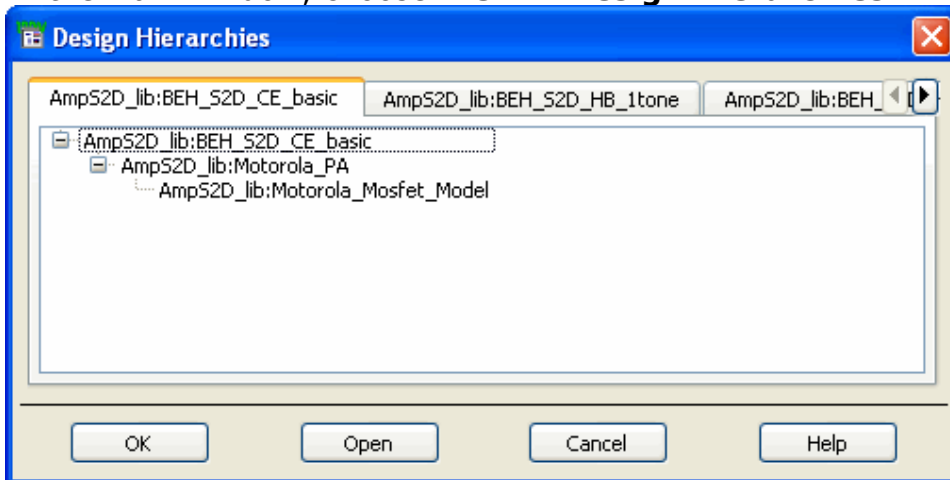 Design Hierarchies
AmpS2D_lib:BEH_S2D_CE_basic AmpS2D_lib:BEH_S2D_HB_1tone AmpS2D_lib:BEH_
AmpS2D_lib:BEH_S2D_CE_basic
AmpS2D_lib:Motorola_PA
AmpS2D_lib:Motorola_Mosfet_Model
OK Open Cancel Help